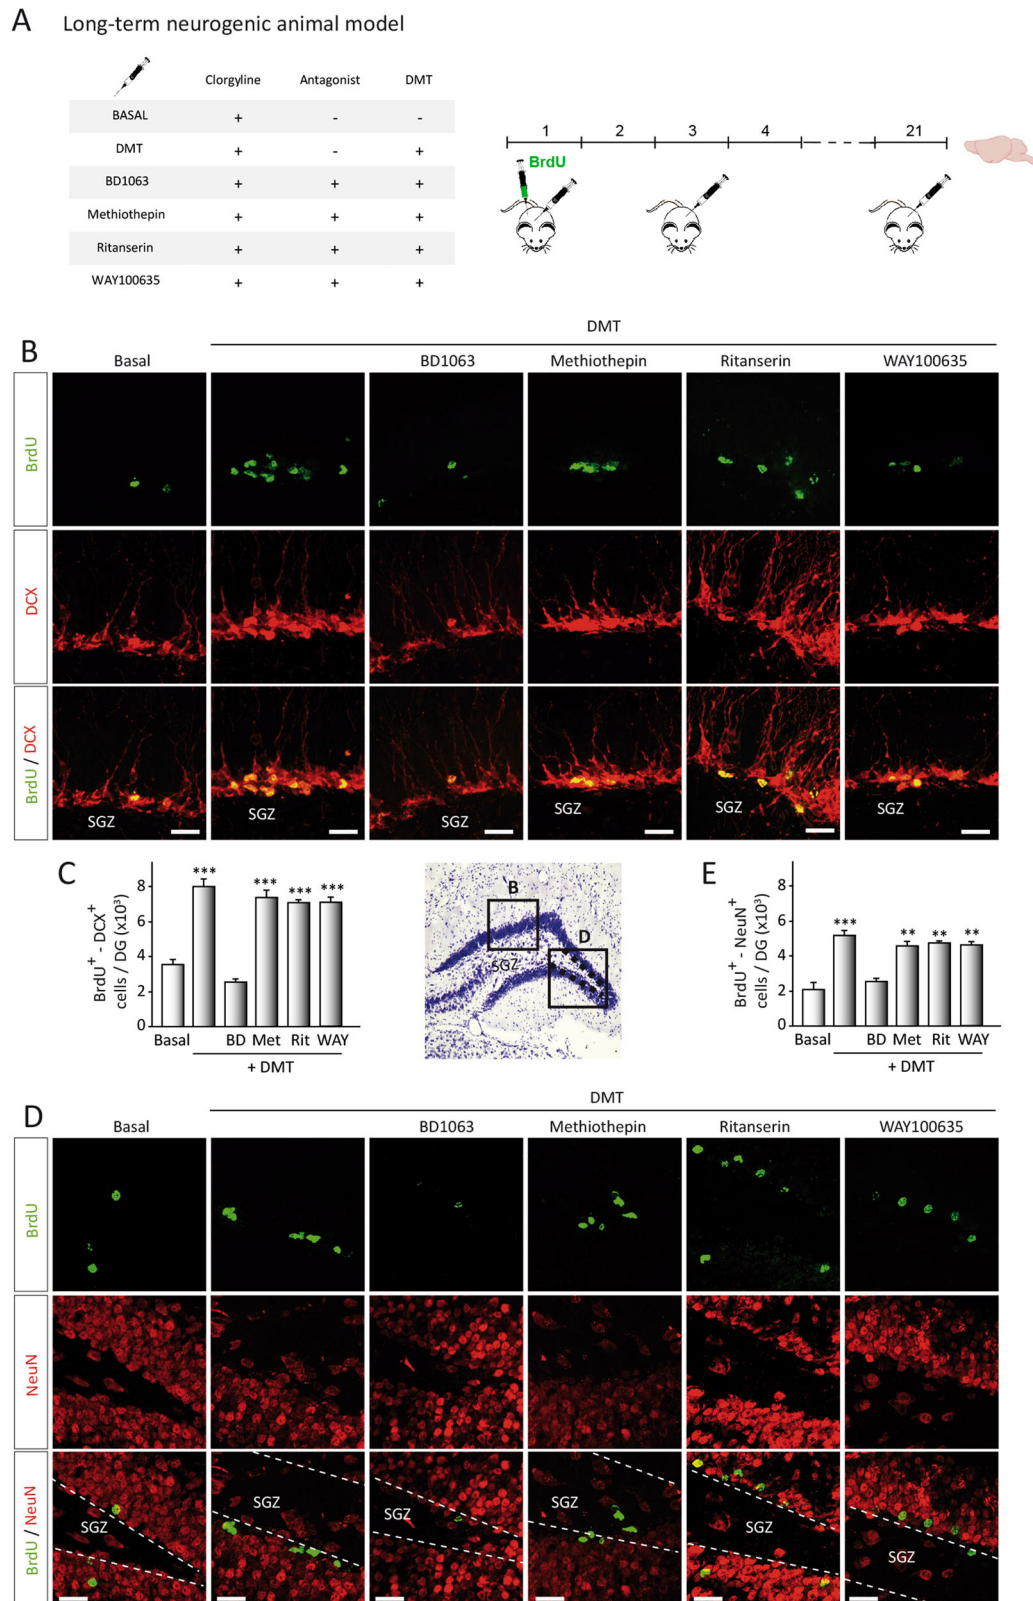 A Long-term neurogenic animal model
Clorgyline Antagonist DMT
BASAL + - -
DMT + - +
BD1063 + + +
Methiothepin + + +
Ritanserin + + +
WAY100635 + + +
1 2 3 4 21
BrdU
B
DMT
Basal BD1063 Methiothepin Ritanserin WAY100635
BrdU
DCX
BrdU / DCX
SGZ SGZ SGZ SGZ SGZ SGZ
C
BrdU⁺ - DCX⁺
cells / DG (x10³)
8
6
4
2
0
*** *** *** ***
Basal BD Met Rit WAY
+ DMT
B
D
SGZ
E
BrdU⁺ - NeuN⁺
cells / DG (x10³)
8
6
4
2
0
*** ** ** **
Basal BD Met Rit WAY
+ DMT
D
DMT
Basal BD1063 Methiothepin Ritanserin WAY100635
BrdU
NeuN
BrdU / NeuN
SGZ SGZ SGZ SGZ SGZ SGZ